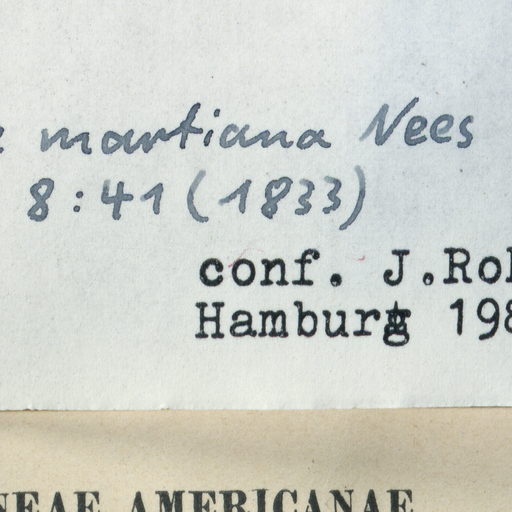 martiana Nees
8:41 (1833)
conf. J.Ro
Hamburg 198
NEAE AMERICANAE